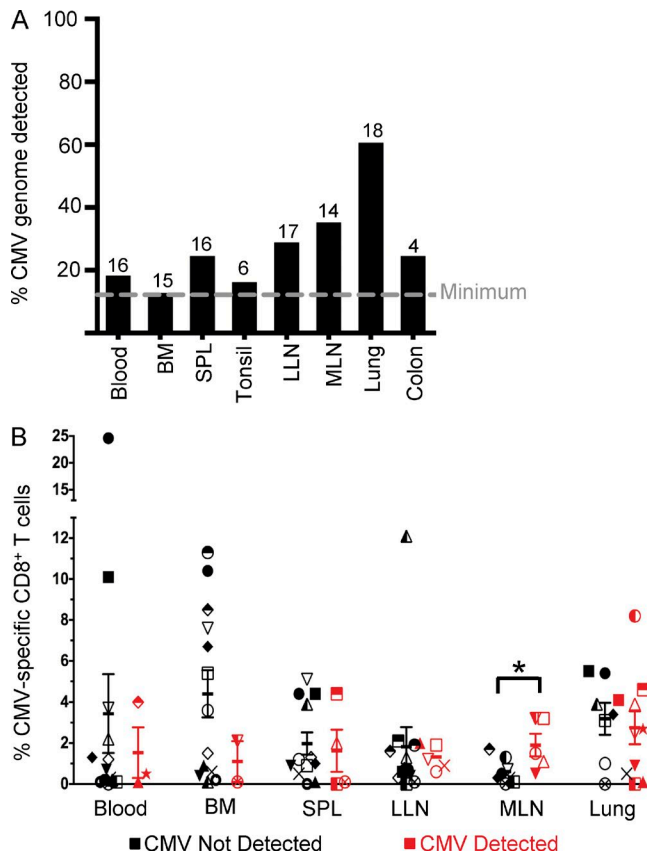 A
% CMV genome detected
100
80
60
40
20
16
15
16
6
17
14
18
4
Minimum
Blood
BM
SPL
Tonsil
LLN
MLN
Lung
Colon
B
% CMV-specific CD8⁺ T cells
25
20
15
12
10
8
6
4
2
0
*
Blood
BM
SPL
LLN
MLN
Lung
CMV Not Detected
CMV Detected